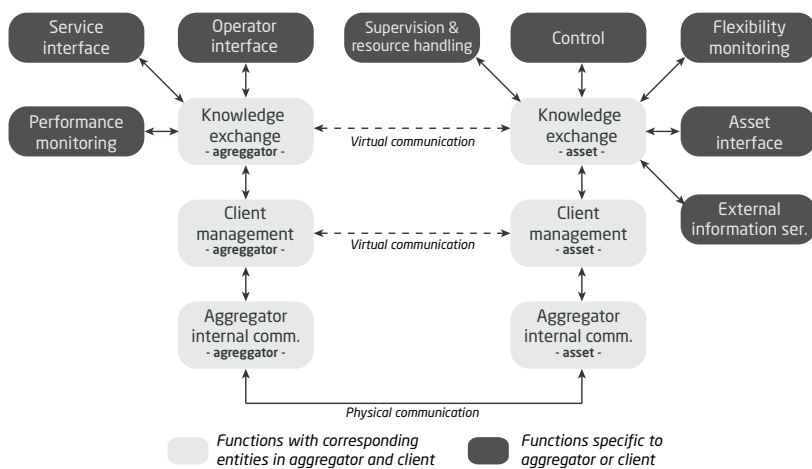 Service
interface
Operator
interface
Supervision &
resource handling
Control
Flexibility
monitoring
Performance
monitoring
Knowledge
exchange
- agreggator -
Virtual communication
Knowledge
exchange
- asset -
Asset
interface
External
information ser.
Client
management
- agreggator -
Virtual communication
Client
management
- asset -
Aggregator
internal comm.
- agreggator -
Aggregator
internal comm.
- asset -
Physical communication
Functions with corresponding
entities in aggregator and client
Functions specific to
aggregator or client